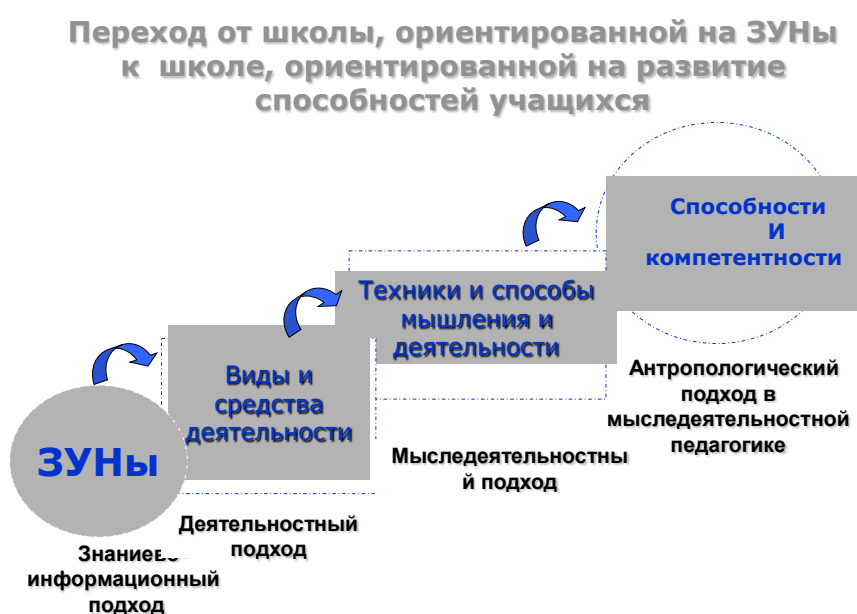 Переход от школы, ориентированной на ЗУНы
к школе, ориентированной на развитие
способностей учащихся
Способности
И
компетентности
Техники и способы
мышления и
деятельности
Виды и
средства
деятельности
ЗУНы
Антропологический
подход в
мыследеятельностной
педагогике
Мыследеятельностны
й подход
Деятельностный
подход
информационный
подход